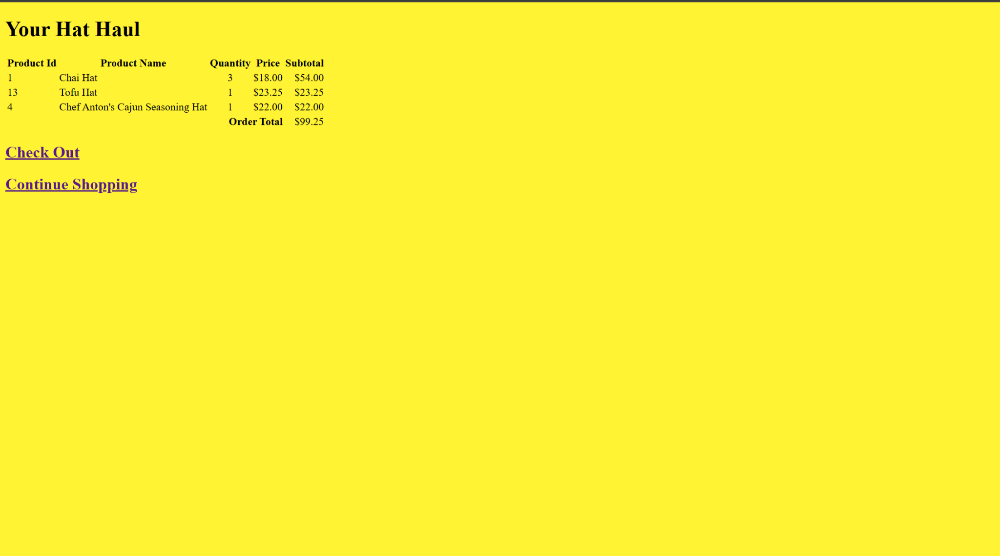 Your Hat Haul
Product Id Product Name Quantity Price Subtotal
1 Chai Hat 3 $18.00 $54.00
13 Tofu Hat 1 $23.25 $23.25
4 Chef Anton's Cajun Seasoning Hat 1 $22.00 $22.00
Order Total $99.25
Check Out
Continue Shopping